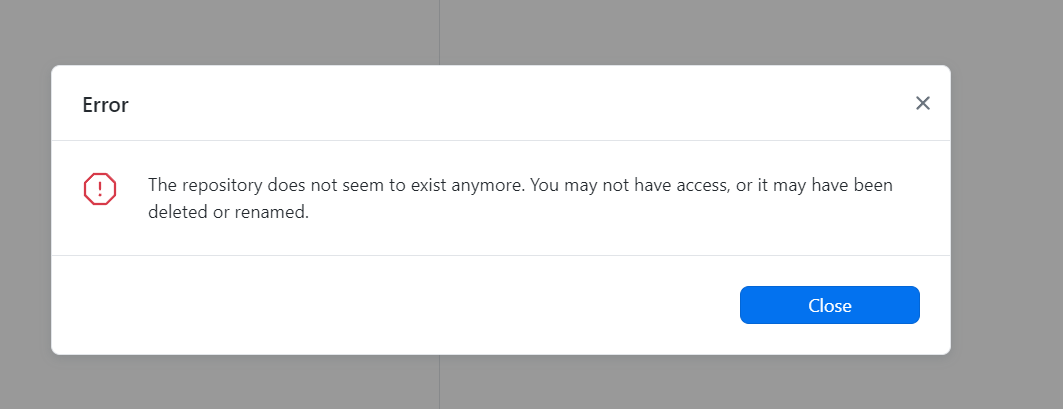 Error
The repository does not seem to exist anymore. You may not have access, or it may have been
deleted or renamed.
Close